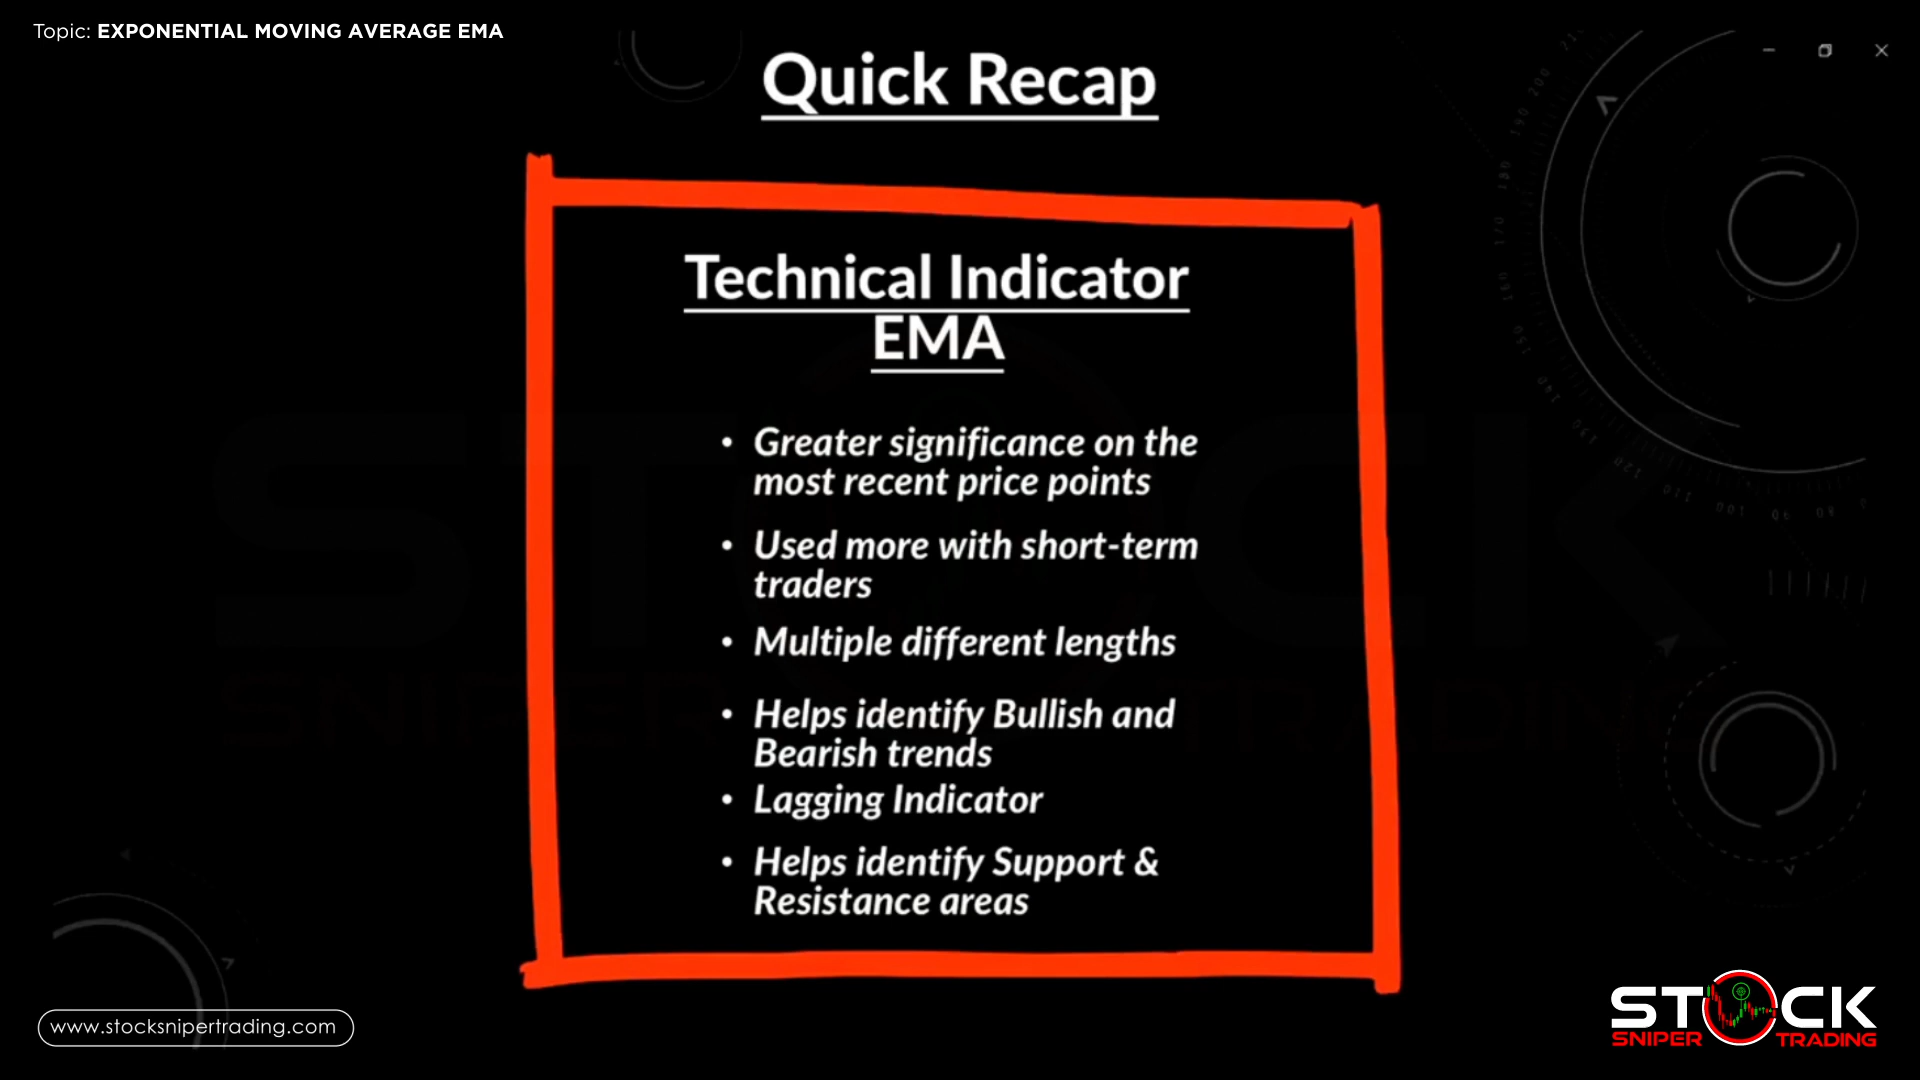 Topic: EXPONENTIAL MOVING AVERAGE EMA
Quick Recap
Technical Indicator
EMA
• Greater significance on the
most recent price points
• Used more with short-term
traders
• Multiple different lengths
• Helps identify Bullish and
Bearish trends
• Lagging Indicator
• Helps identify Support &
Resistance areas
www.stocksnipertrading.com
STOCK
SNIPER TRADING